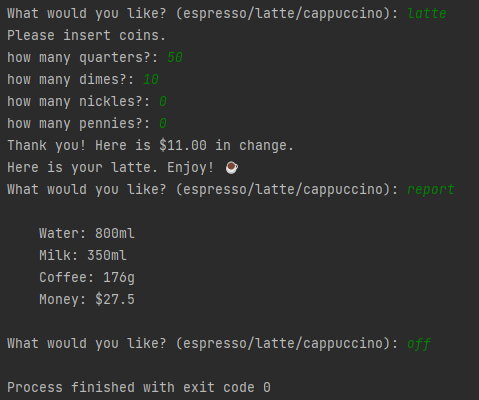 What would you like? (espresso/latte/cappuccino): latte
Please insert coins.
how many quarters?: 50
how many dimes?: 10
how many nickles?: 0
how many pennies?: 0
Thank you! Here is $11.00 in change.
Here is your latte. Enjoy! ☕
What would you like? (espresso/latte/cappuccino): report
Water: 800ml
Milk: 350ml
Coffee: 176g
Money: $27.5
What would you like? (espresso/latte/cappuccino): off
Process finished with exit code 0